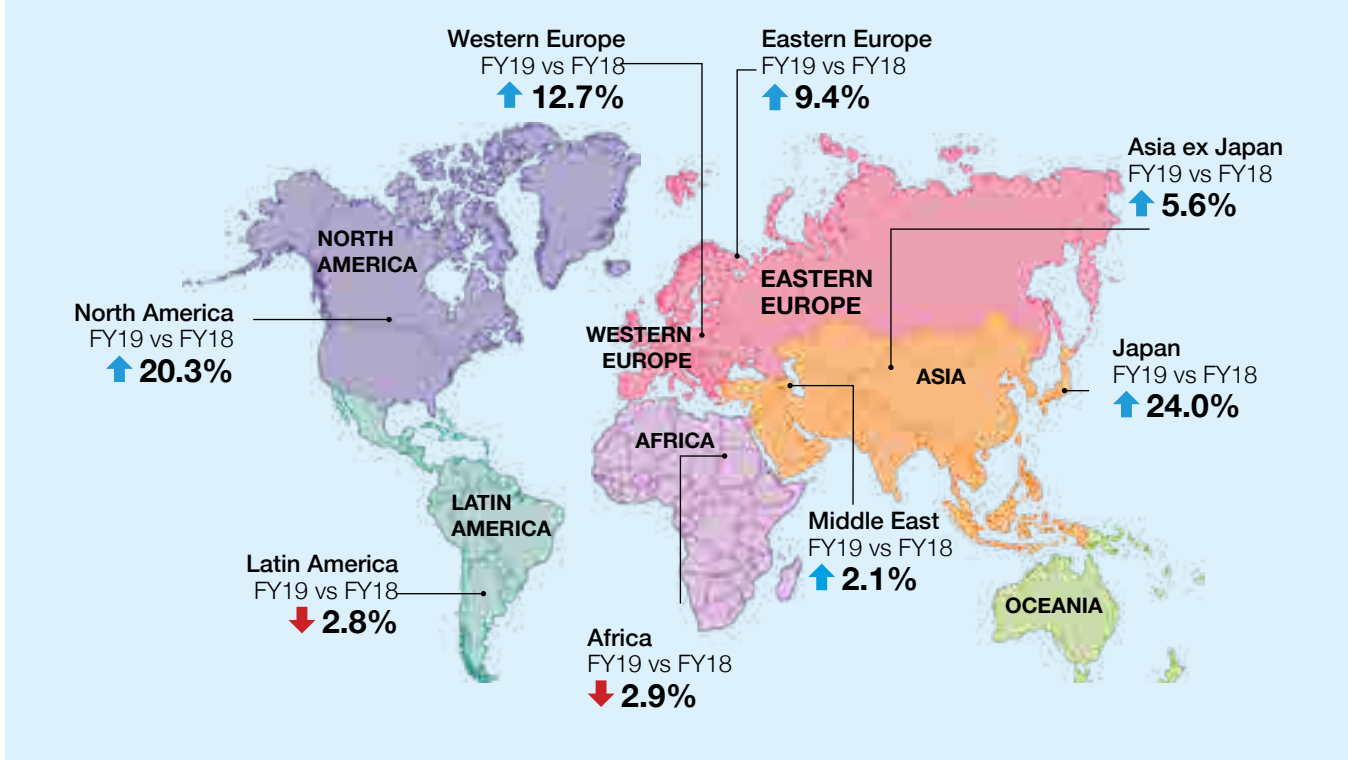 Western Europe
FY19 vs FY18
12.7%
Eastern Europe
FY19 vs FY18
9.4%
Asia ex Japan
FY19 vs FY18
5.6%
NORTH
AMERICA
EASTERN
EUROPE
North America
FY19 vs FY18
20.3%
WESTERN
EUROPE
ASIA
Japan
FY19 vs FY18
24.0%
AFRICA
LATIN
AMERICA
Middle East
FY19 vs FY18
2.1%
Latin America
FY19 vs FY18
2.8%
OCEANIA
Africa
FY19 vs FY18
2.9%